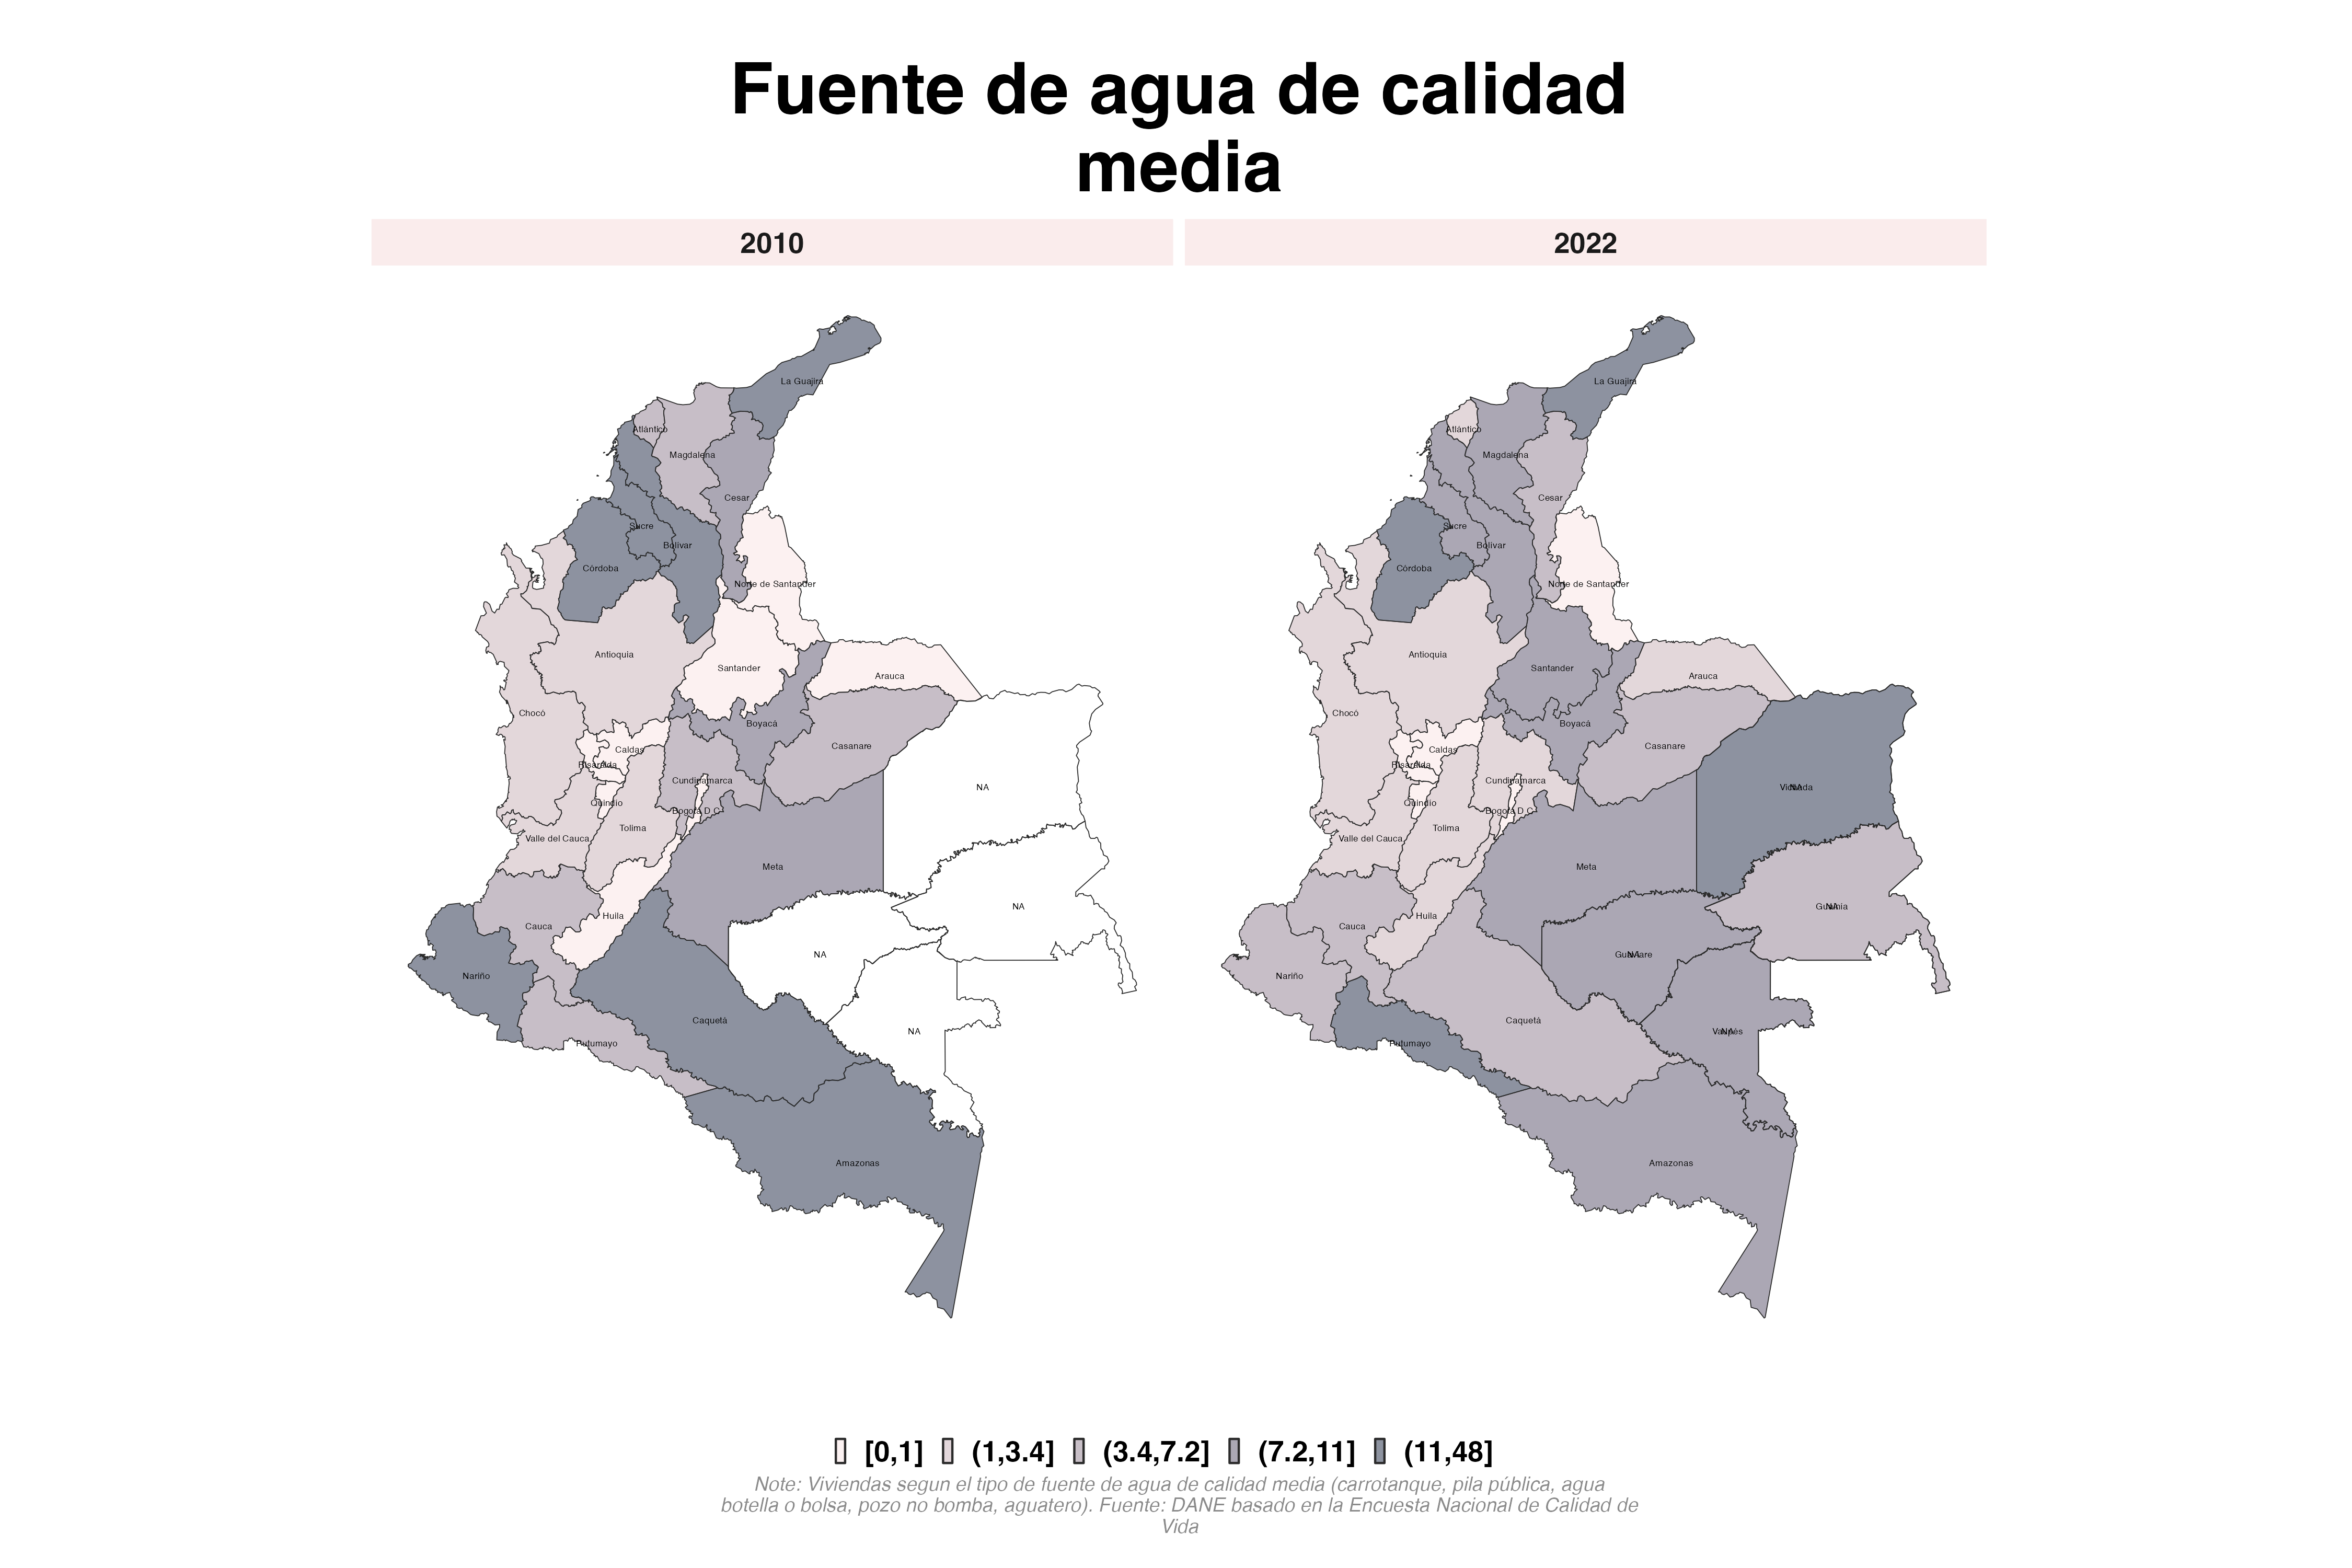 Fuente de agua de calidad
media
2010
2022
La Guajira
Atlántico
Magdalena
Cesar
Sucre
Bolívar
Córdoba
Norte de Santander
Antioquia
Santander
Arauca
Chocó
Boyacá
Caldas
Casanare
Risaralda
Cundinamarca
NA
Quindío
Bogotá D.C.
Tolima
Valle del Cauca
Meta
Huila
NA
Cauca
NA
Nariño
Caquetá
NA
Putumayo
Amazonas
La Guajira
Atlántico
Magdalena
Cesar
Sucre
Bolívar
Córdoba
Norte de Santander
Antioquia
Santander
Arauca
Chocó
Boyacá
Caldas
Casanare
Risaralda
Cundinamarca
Vichada
NA
Quindío
Bogotá D.C.
Tolima
Valle del Cauca
Meta
Guainía
NA
Huila
Cauca
Guaviare
NA
Nariño
Caquetá
Vaupés
NA
Putumayo
Amazonas
[0,1] (1,3.4] (3.4,7.2] (7.2,11] (11,48]
Note: Viviendas segun el tipo de fuente de agua de calidad media (carrotanque, pila pública, agua
botella o bolsa, pozo no bomba, aguatero). Fuente: DANE basado en la Encuesta Nacional de Calidad de
Vida